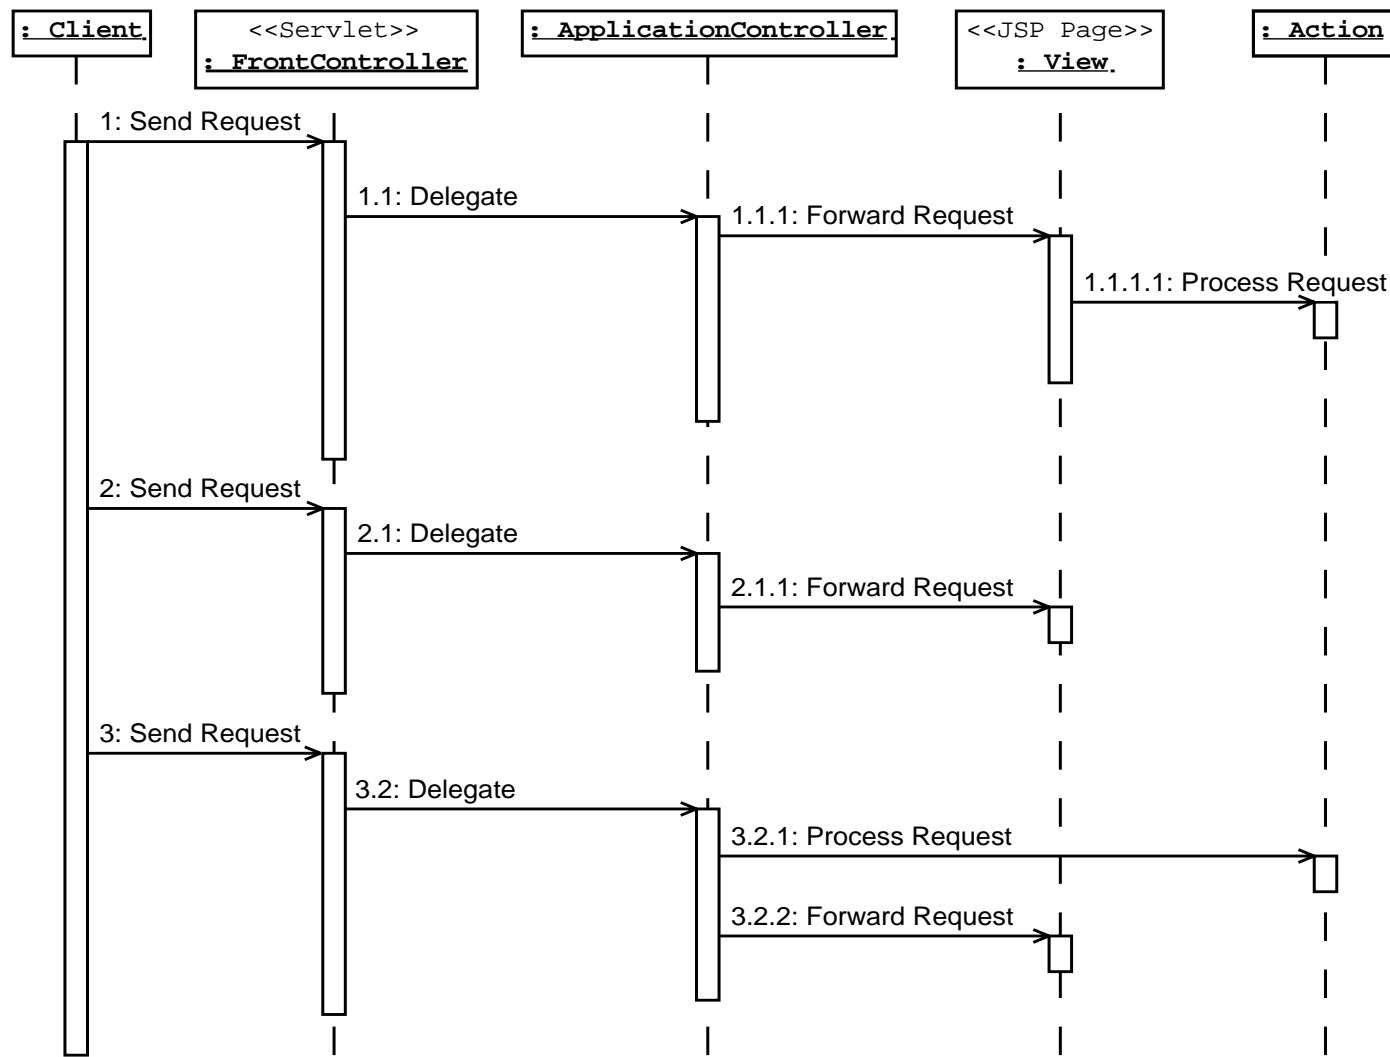 : Client
<<Servlet>>
: FrontController
: ApplicationController
<<JSP Page>>
: View
: Action
1: Send Request
1.1: Delegate
1.1.1: Forward Request
1.1.1.1: Process Request
2: Send Request
2.1: Delegate
2.1.1: Forward Request
3: Send Request
3.2: Delegate
3.2.1: Process Request
3.2.2: Forward Request